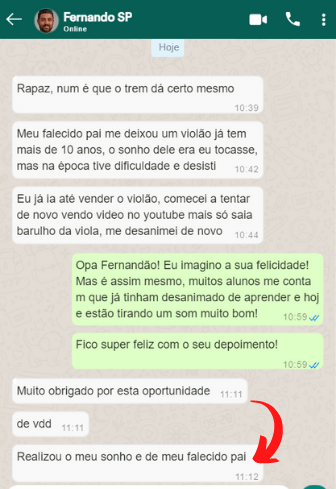 Fernando SP
Online
Hoje
Rapaz, num é que o trem dá certo mesmo
10:39
Meu falecido pai me deixou um violão já tem
mais de 10 anos, o sonho dele era eu tocasse,
mas na época tive dificuldade e desisti
10:42
Eu já la até vender o violão, comecei a tentar
de novo vendo video no youtube mais só saia
barulho da viola, me desanimei de novo
10:44
Opa Fernandão! Eu imagino a sua felicidade!
Mas é assim mesmo, muitos alunos me conta
m que já tinham desanimado de aprender e hoj
e estão tirando um som muito bom!
10:59
Fico super feliz com o seu depoimento!
10:59
Muito obrigado por esta oportunidade
11:11
de vdd
11:11
Realizou o meu sonho e de meu falecido pai
11:12